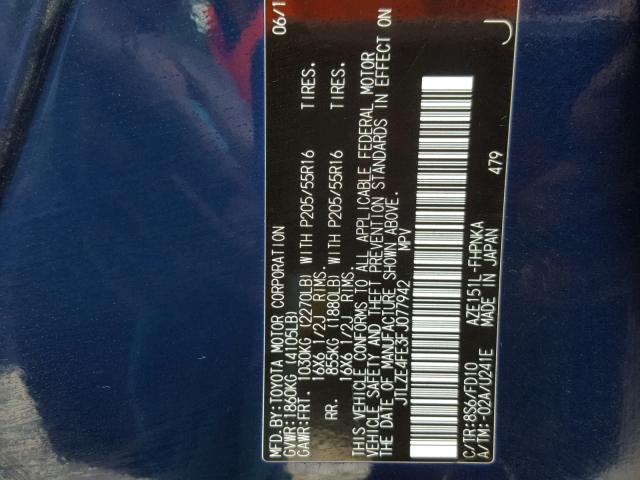 MFD.BY:TOYOTA MOTOR CORPORATION 06/1
GVWR:1860KG (4105LB)
GAWR:FRT. 1030KG (2270LB) WITH P205/55R16 TIRES.
16X6 1/2J RIMS.
RR. 855KG (1880LB) WITH P205/55R16 TIRES.
16X6 1/2J RIMS.
THIS VEHICLE CONFORMS TO ALL APPLICABLE FEDERAL MOTOR
VEHICLE SAFETY AND THEFT PREVENTION STANDARDS IN EFFECT ON
THE DATE OF MANUFACTURE SHOWN ABOVE.
JTLZE4FE3FJ077942 MPV
C/TR:8S6/FD10 AZE151L-FHPNKA 479
A/TM:-02A/U241E MADE IN JAPAN J